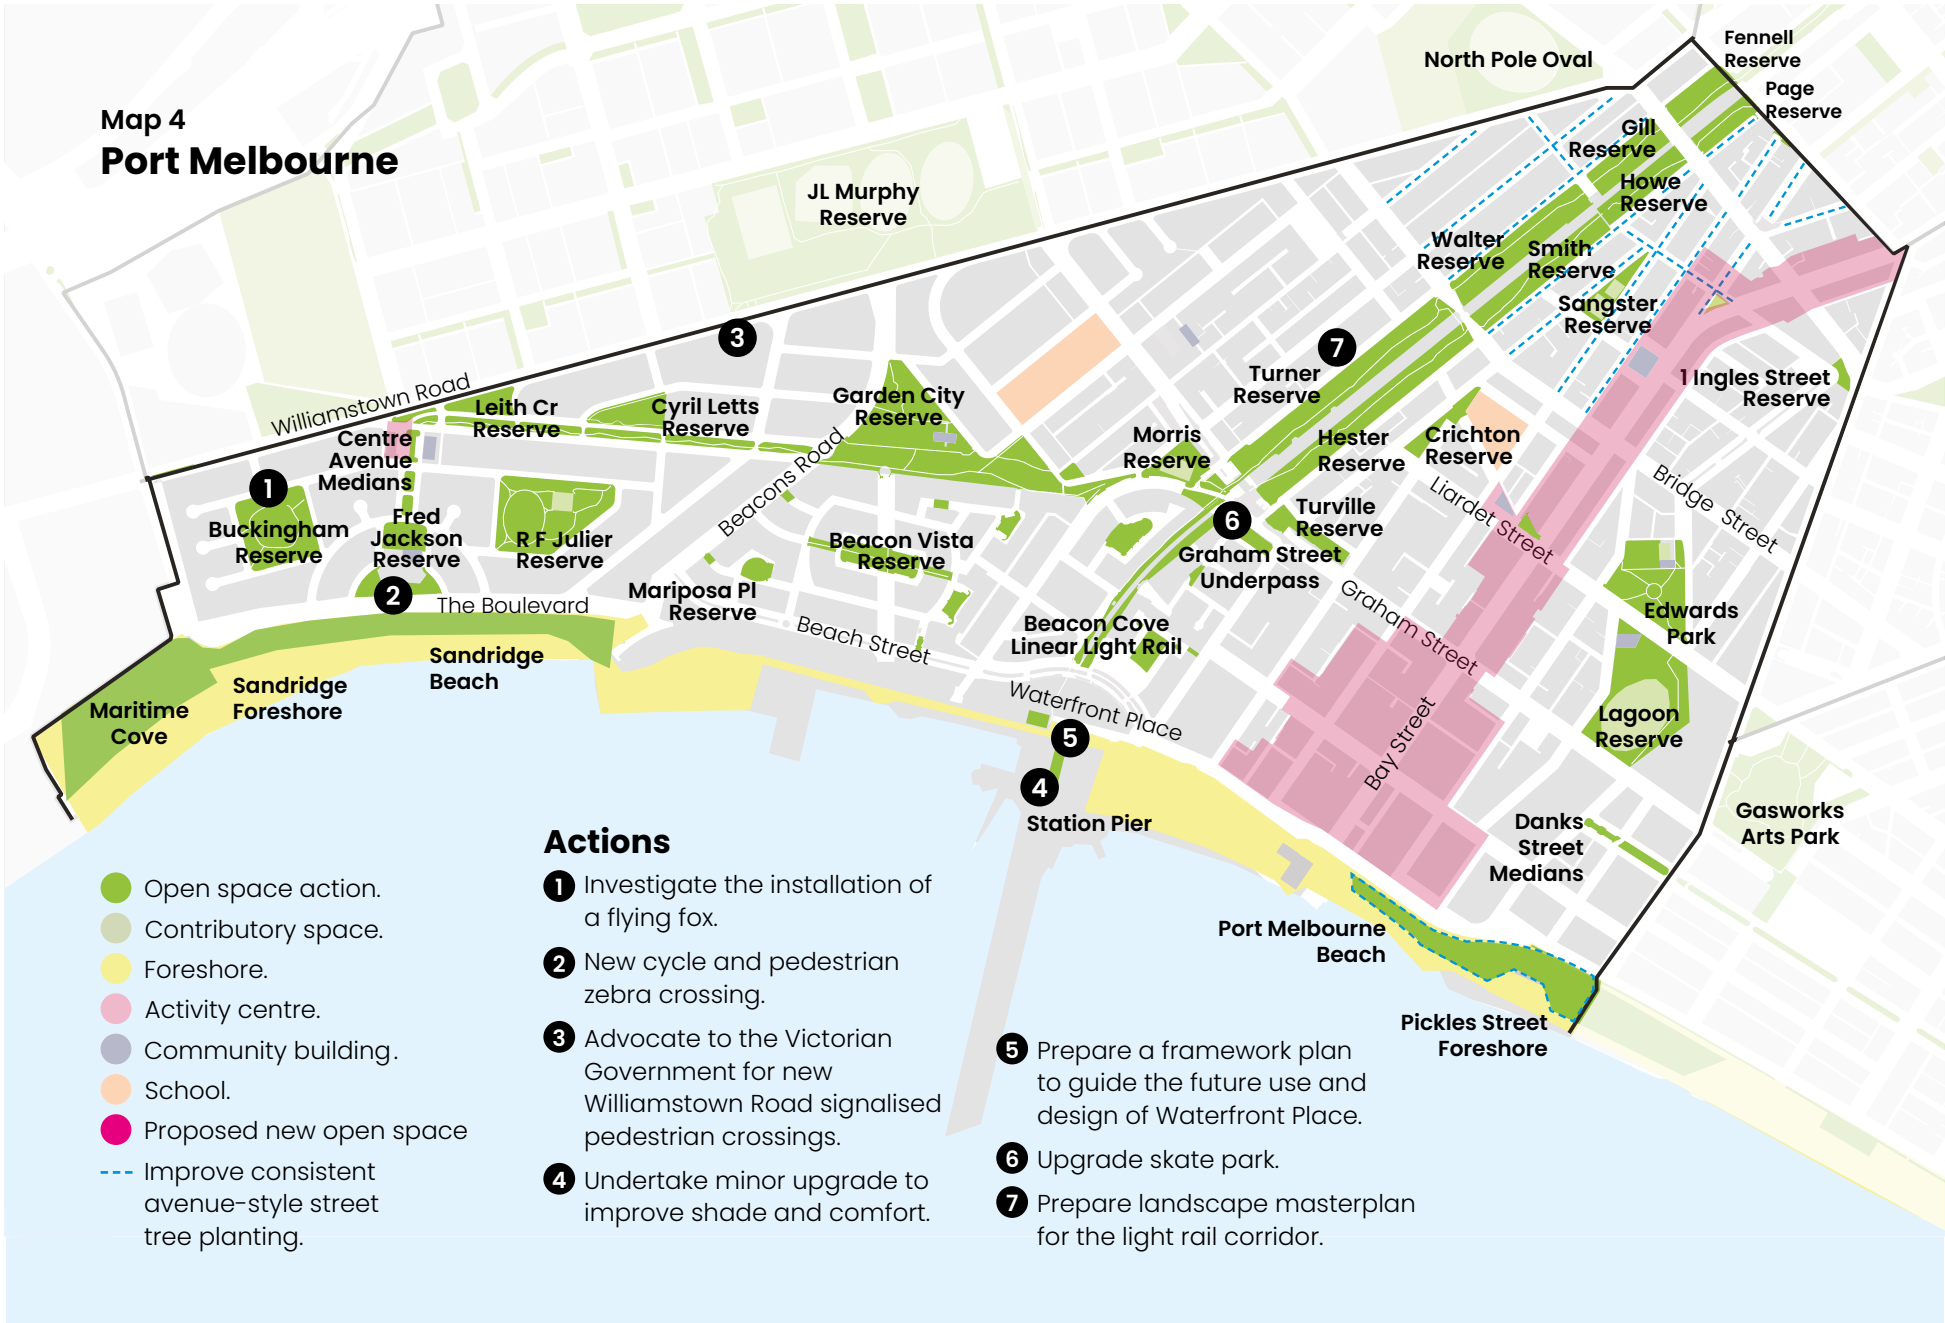 Map 4
Port Melbourne
North Pole Oval
Fennell
Reserve
Page
Reserve
Gill
Reserve
Howe
Reserve
JL Murphy
Reserve
Walter
Reserve
Smith
Reserve
Sangster
Reserve
3
7
Turner
Reserve
1 Ingles Street
Reserve
Williamstown Road
Leith Cr
Reserve
Cyril Letts
Reserve
Garden City
Reserve
Centre
Avenue
Medians
Beacons Road
Morris
Reserve
Hester
Reserve
Crichton
Reserve
Liardet Street
Bridge Street
1
Buckingham
Reserve
Fred
Jackson
Reserve
R F Julier
Reserve
Beacon Vista
Reserve
6
Turville
Reserve
Graham Street
Underpass
2
The Boulevard
Mariposa Pl
Reserve
Beach Street
Beacon Cove
Linear Light Rail
Graham Street
Edwards
Park
Sandridge
Beach
Sandridge
Foreshore
Maritime
Cove
Waterfront Place
5
4
Station Pier
Bay Street
Lagoon
Reserve
Danks
Street
Medians
Gasworks
Arts Park
Port Melbourne
Beach
Pickles Street
Foreshore
Open space action.
Contributory space.
Foreshore.
Activity centre.
Community building.
School.
Proposed new open space
Improve consistent
avenue-style street
tree planting.
Actions
1 Investigate the installation of
a flying fox.
2 New cycle and pedestrian
zebra crossing.
3 Advocate to the Victorian
Government for new
Williamstown Road signalised
pedestrian crossings.
4 Undertake minor upgrade to
improve shade and comfort.
5 Prepare a framework plan
to guide the future use and
design of Waterfront Place.
6 Upgrade skate park.
7 Prepare landscape masterplan
for the light rail corridor.